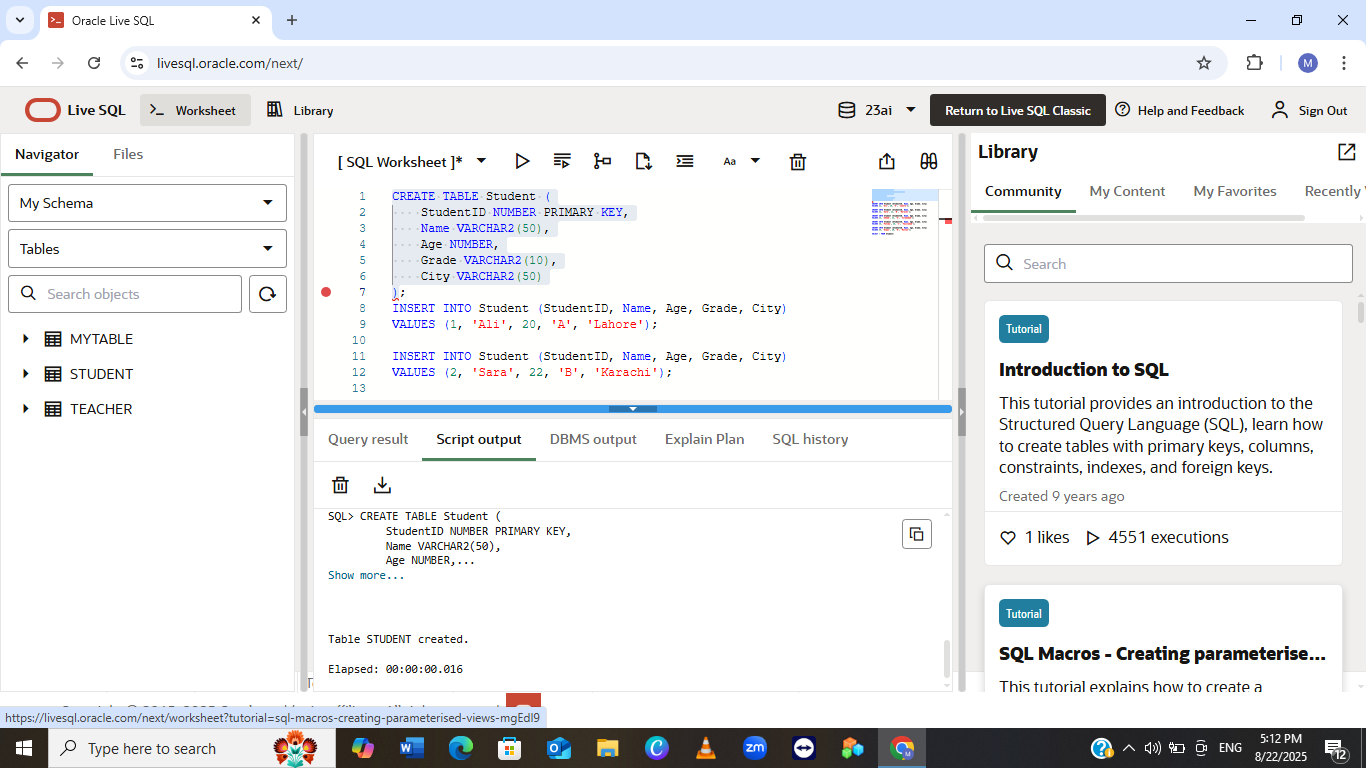 Oracle Live SQL
livesql.oracle.com/next/
M
Live SQL
Worksheet
Library
23ai
Return to Live SQL Classic
Help and Feedback
Sign Out
Navigator
Files
My Schema
Tables
Search objects
MYTABLE
STUDENT
TEACHER
[ SQL Worksheet ]*
Aa
1 CREATE TABLE Student (
2 StudentID NUMBER PRIMARY KEY,
3 Name VARCHAR2(50),
4 Age NUMBER,
5 Grade VARCHAR2(10),
6 City VARCHAR2(50)
7 );
8 INSERT INTO Student (StudentID, Name, Age, Grade, City)
9 VALUES (1, 'Ali', 20, 'A', 'Lahore');
10
11 INSERT INTO Student (StudentID, Name, Age, Grade, City)
12 VALUES (2, 'Sara', 22, 'B', 'Karachi');
13
Query result
Script output
DBMS output
Explain Plan
SQL history
SQL> CREATE TABLE Student (
StudentID NUMBER PRIMARY KEY,
Name VARCHAR2(50),
Age NUMBER,...
Show more...
Table STUDENT created.
Elapsed: 00:00:00.016
Library
Community
My Content
My Favorites
Recently
Search
Tutorial
Introduction to SQL
This tutorial provides an introduction to the
Structured Query Language (SQL), learn how
to create tables with primary keys, columns,
constraints, indexes, and foreign keys.
Created 9 years ago
1 likes
4551 executions
Tutorial
SQL Macros - Creating parameterise...
This tutorial explains how to create a
https://livesql.oracle.com/next/worksheet?tutorial=sql-macros-creating-parameterised-views-mgEdI9
Type here to search
zm
ENG
5:12 PM
8/22/2025
12